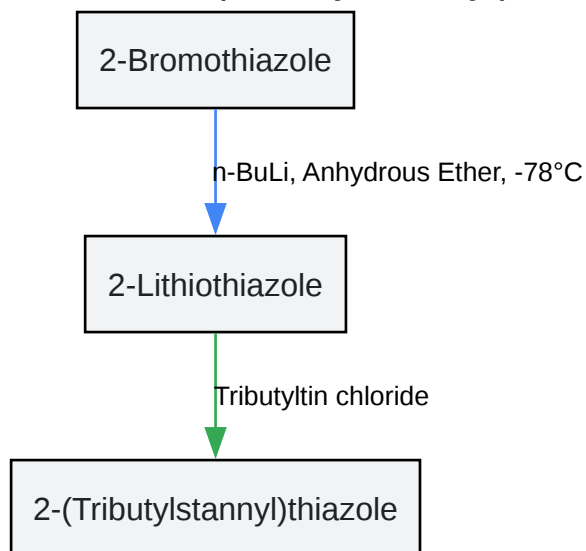 2-Bromothiazole
n-BuLi, Anhydrous Ether, -78°C
2-Lithiothiazole
Tributyltin chloride
2-(Tributylstannyl)thiazole